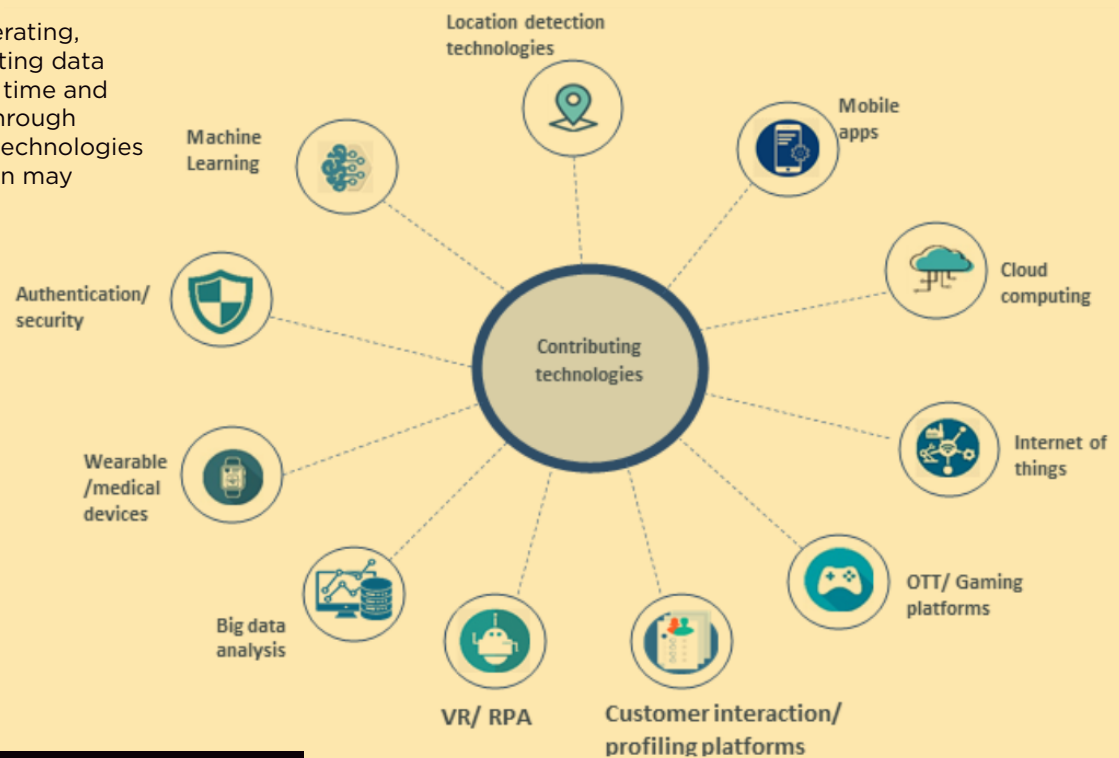 erating,
ting data
time and
hrough
echnologies
n may
Location detection
technologies
Mobile
apps
Machine
Learning
Cloud
computing
Authentication/
security
Contributing
technologies
Internet of
things
Wearable
/medical
devices
OTT/ Gaming
platforms
Big data
analysis
VR/ RPA
Customer interaction/
profiling platforms